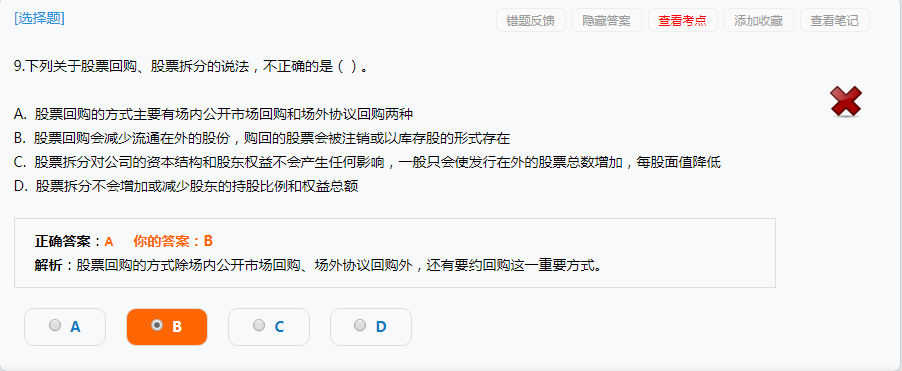 [选择题]
错题反馈 隐藏答案 查看考点 添加收藏 查看笔记
9.下列关于股票回购、股票拆分的说法，不正确的是（ ）。
A. 股票回购的方式主要有场内公开市场回购和场外协议回购两种
B. 股票回购会减少流通在外的股份，购回的股票会被注销或以库存股的形式存在
C. 股票拆分对公司的资本结构和股东权益不会产生任何影响，一般只会使发行在外的股票总数增加，每股面值降低
D. 股票拆分不会增加或减少股东的持股比例和权益总额
正确答案：A 你的答案：B
解析：股票回购的方式除场内公开市场回购、场外协议回购外，还有要约回购这一重要方式。
A B C D